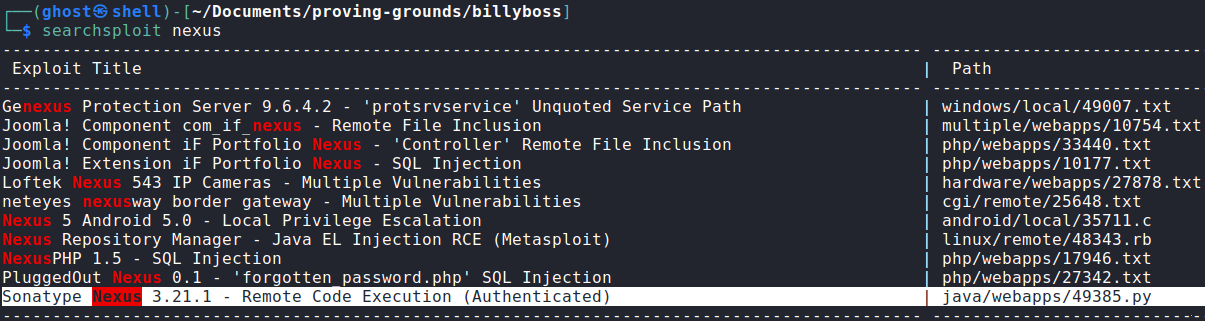 ┌──(ghost㉿shell)-[~/Documents/proving-grounds/billyboss]
└─$ searchsploit nexus
Exploit Title | Path
Genexus Protection Server 9.6.4.2 - 'protsrvservice' Unquoted Service Path | windows/local/49007.txt
Joomla! Component com_if_nexus - Remote File Inclusion | multiple/webapps/10754.txt
Joomla! Component iF Portfolio Nexus - 'Controller' Remote File Inclusion | php/webapps/33440.txt
Joomla! Extension iF Portfolio Nexus - SQL Injection | php/webapps/10177.txt
Loftek Nexus 543 IP Cameras - Multiple Vulnerabilities | hardware/webapps/27878.txt
neteyes nexusway border gateway - Multiple Vulnerabilities | cgi/remote/25648.txt
Nexus 5 Android 5.0 - Local Privilege Escalation | android/local/35711.c
Nexus Repository Manager - Java EL Injection RCE (Metasploit) | linux/remote/48343.rb
NexusPHP 1.5 - SQL Injection | php/webapps/17946.txt
PluggedOut Nexus 0.1 - 'forgotten_password.php' SQL Injection | php/webapps/27342.txt
Sonatype Nexus 3.21.1 - Remote Code Execution (Authenticated) | java/webapps/49385.py